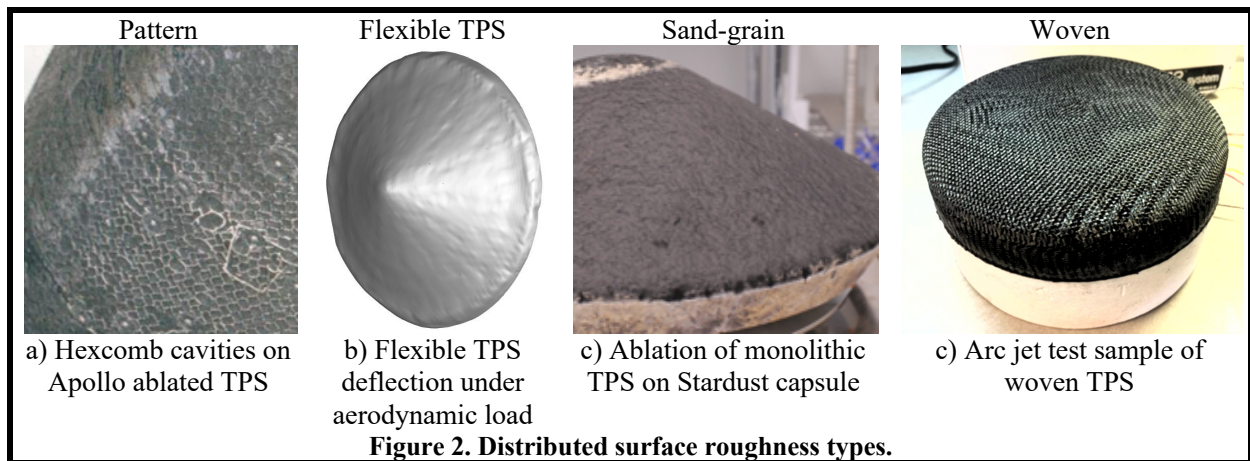 Pattern
Flexible TPS
Sand-grain
Woven
system
a) Hexcomb cavities on
Apollo ablated TPS
b) Flexible TPS
deflection under
aerodynamic load
c) Ablation of monolithic
TPS on Stardust capsule
c) Arc jet test sample of
woven TPS
Figure 2. Distributed surface roughness types.